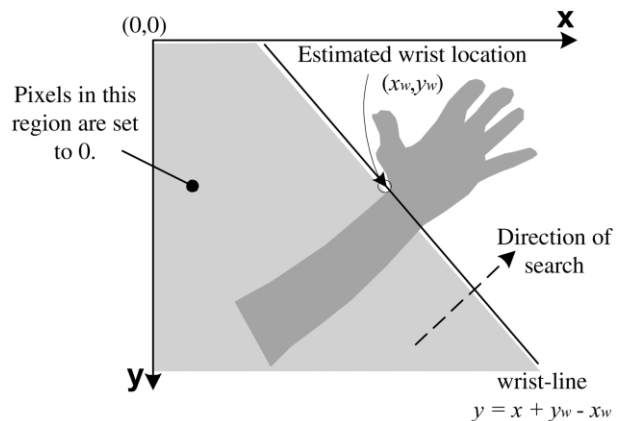 (0,0)
x
Estimated wrist location
(xw,yw)
Pixels in this
region are set
to 0.
Direction of
search
y
wrist-line
y = x + yw - xw